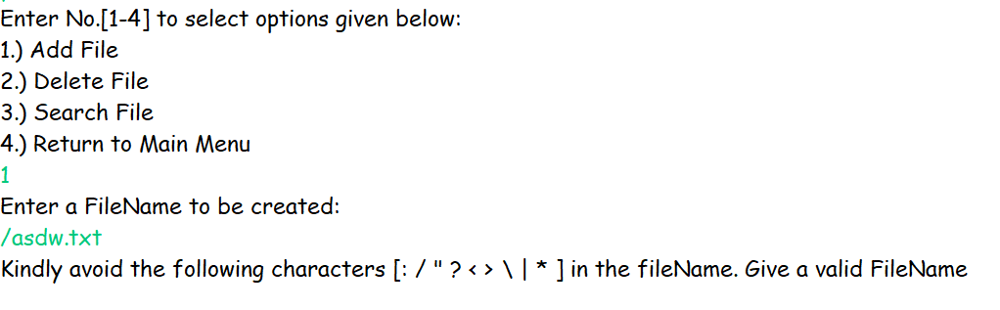 Enter No.[1-4] to select options given below:
1.) Add File
2.) Delete File
3.) Search File
4.) Return to Main Menu
1
Enter a FileName to be created:
/asdw.txt
Kindly avoid the following characters [: / " ? < > \ | * ] in the fileName. Give a valid FileName